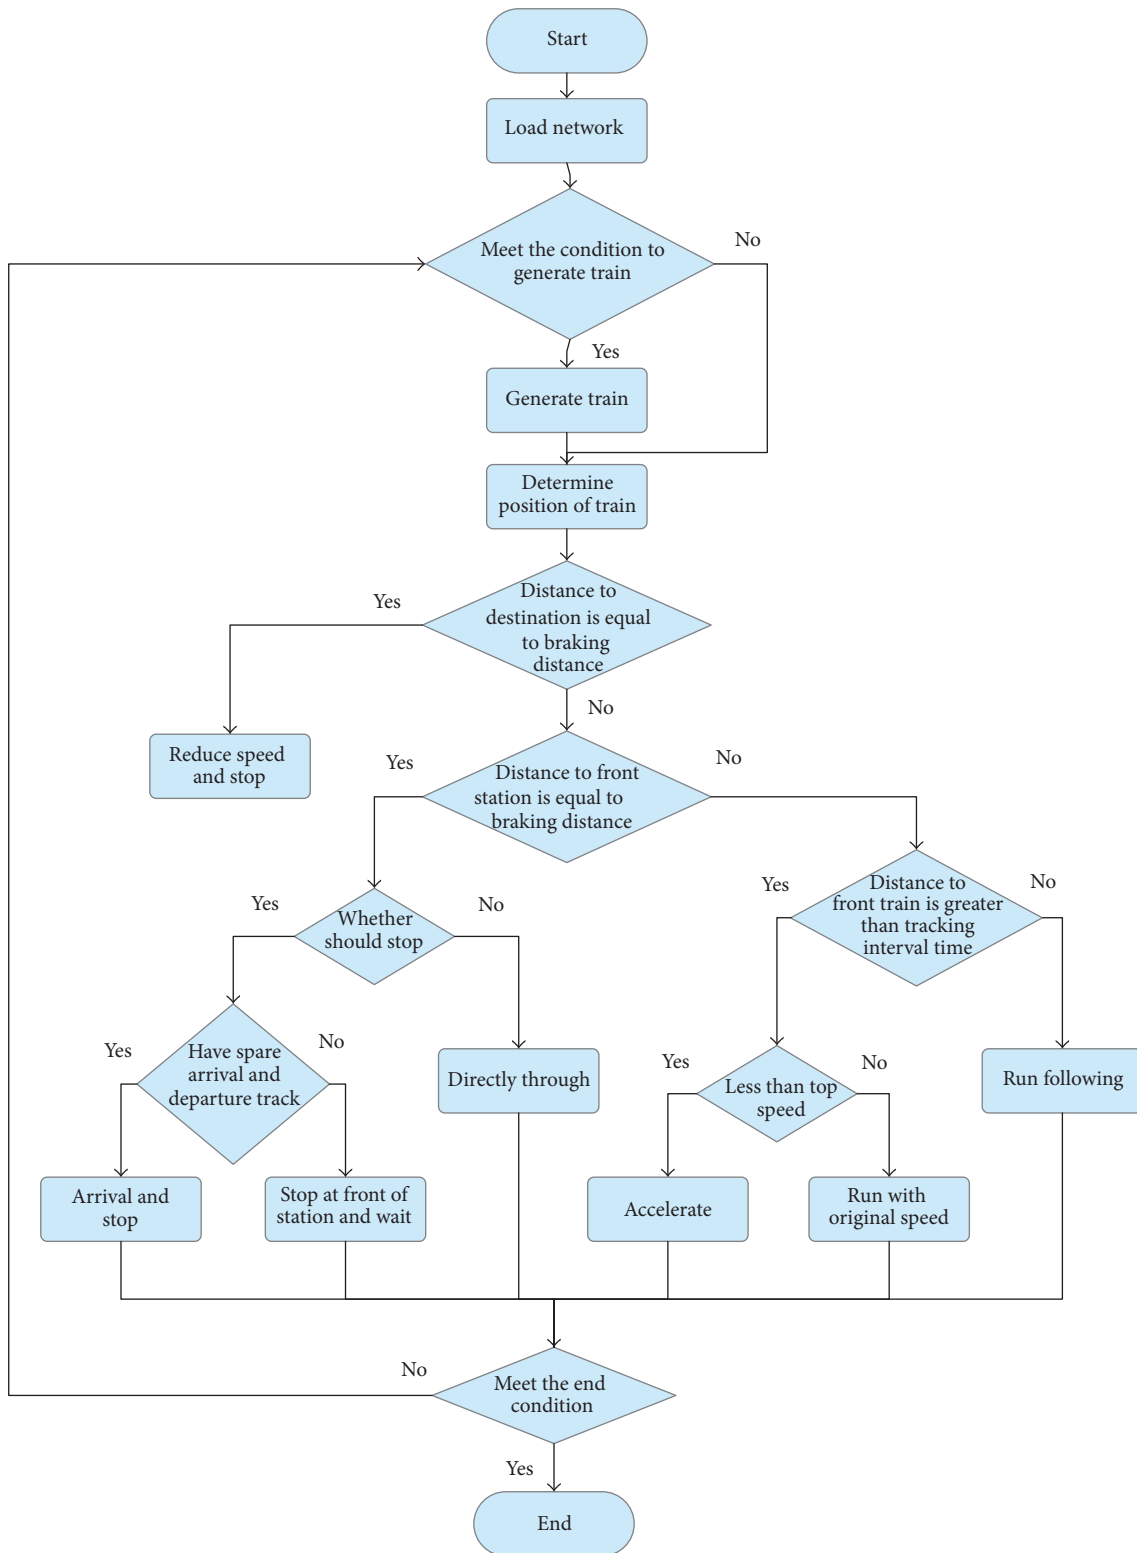 Start
Load network
Meet the condition to
generate train
No
Yes
Generate train
Determine
position of train
Yes
Distance to
destination is equal
to braking
distance
No
Reduce speed
and stop
Yes
Distance to front
station is equal to
braking distance
No
Yes
Whether
should stop
No
Yes
Distance to
front train is greater
than tracking
interval time
No
Yes
Have spare
arrival and
departure track
No
Directly through
Yes
Less than top
speed
No
Run following
Arrival and
stop
Stop at front of
station and wait
Accelerate
Run with
original speed
No
Meet the end
condition
Yes
End